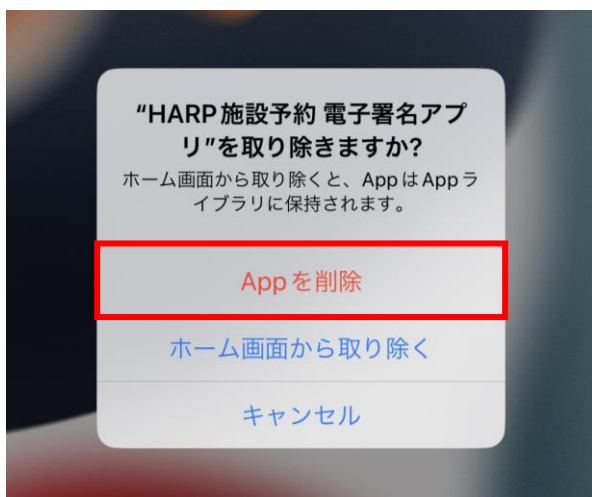 “HARP施設予約 電子署名アプ
リ”を取り除きますか?
ホーム画面から取り除くと、AppはAppラ
イブラリに保持されます。
Appを削除
ホーム画面から取り除く
キャンセル